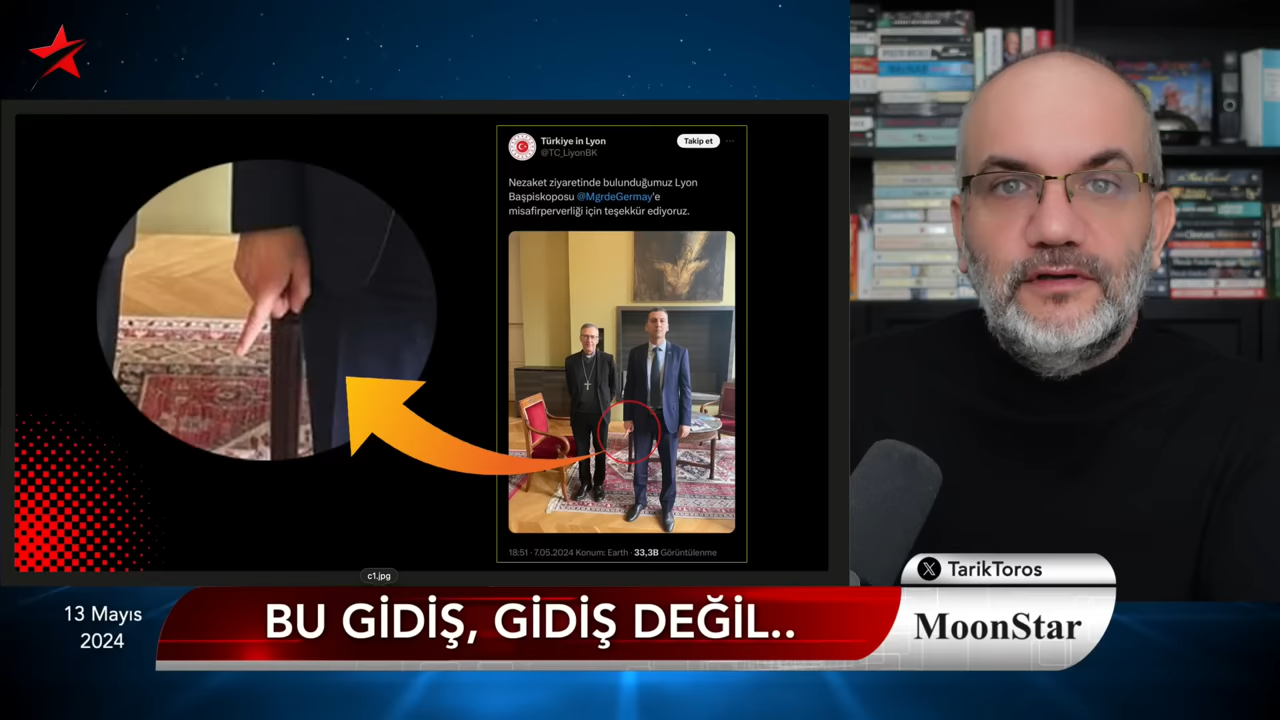 Türkiye in Lyon
@TC_LiyonBK
Takip et
Nezaket ziyaretinde bulunduğumuz Lyon
Başpiskoposu @MgrdeGermay'e
misafirperverliği için teşekkür ediyoruz.
18:51 · 7.05.2024 Konum: Earth · 33,3B Görüntülenme
c1.jpg
TarikToros
MoonStar
13 Mayıs
2024
BU GİDİŞ, GİDİŞ DEĞİL..